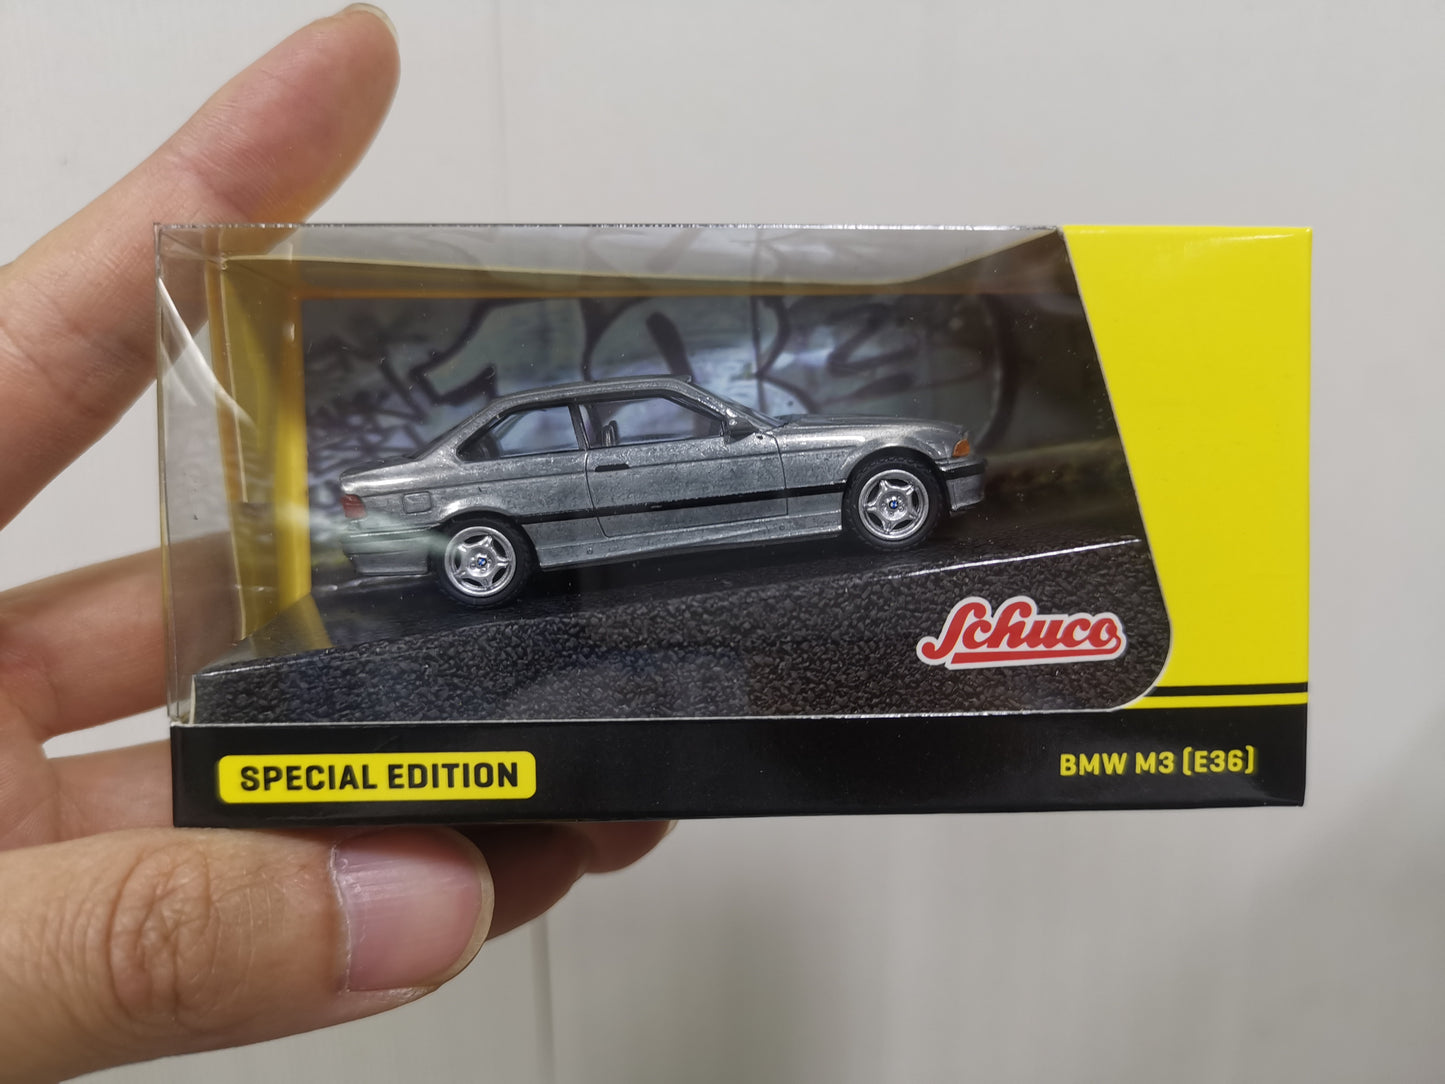 Schuco
SPECIAL EDITION
BMW M3 (E36)